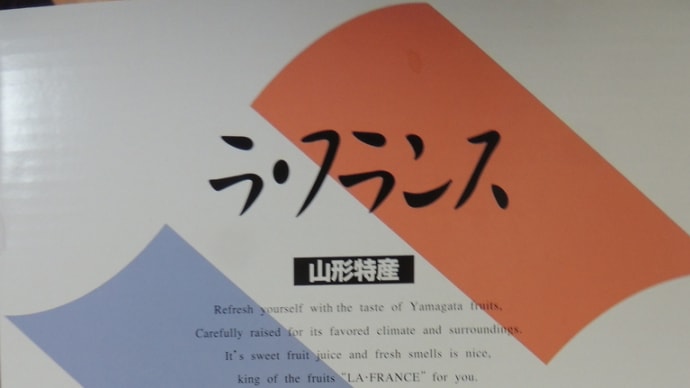 ラ・フランス
山形特産
Refresh yourself with the taste of Yamagata fruits,
Carefully raised for its favored climate and surroundings.
It's sweet fruit juice and fresh smells is nice,
king of the fruits "LA·FRANCE" for you.